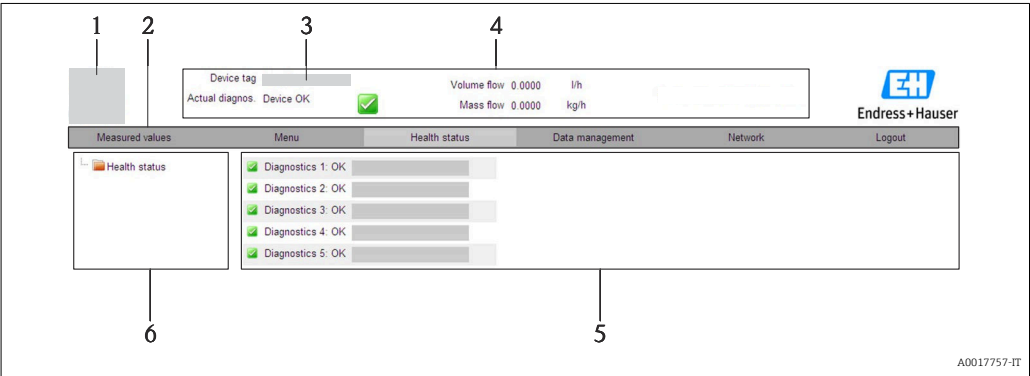 1 2 3 4
Device tag
Volume flow 0.0000 l/h
Actual diagnos. Device OK
Mass flow 0.0000 kg/h
EH
Endress+Hauser
Measured values Menu Health status Data management Network Logout
Health status
Diagnostics 1: OK
Diagnostics 2: OK
Diagnostics 3: OK
Diagnostics 4: OK
Diagnostics 5: OK
6 5
A0017757-IT